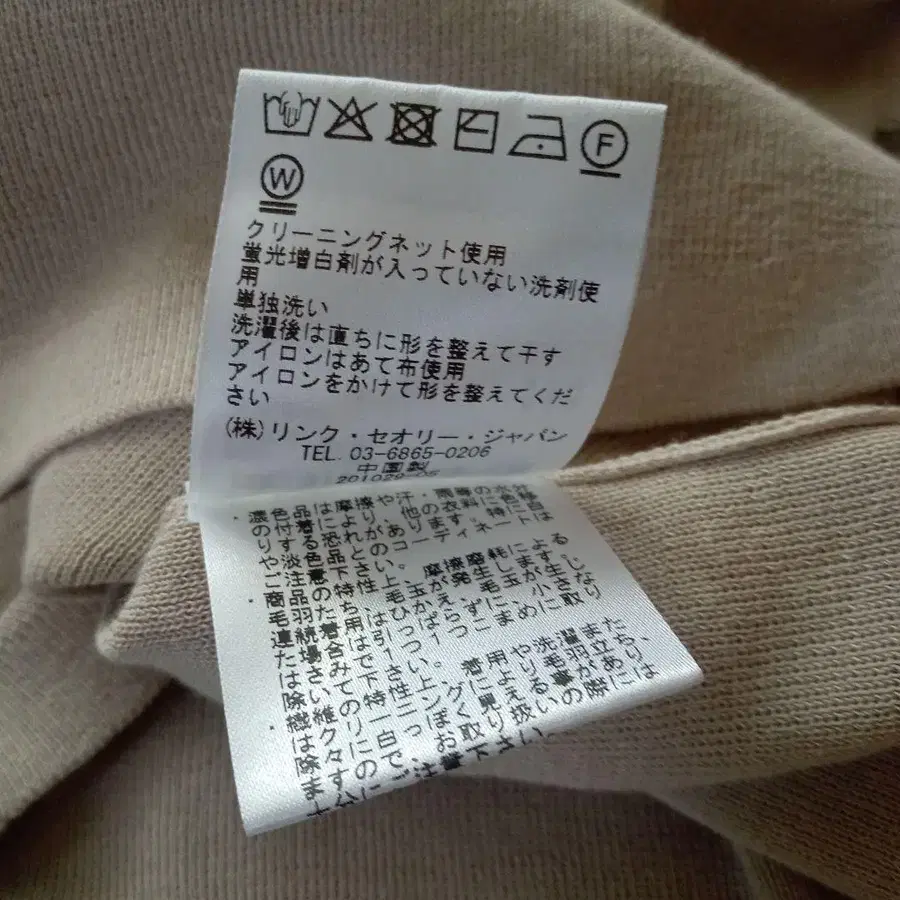 クリーニングネット使用
蛍光増白剤が入っていない洗剤使
用
単独洗い
洗濯後は直ちに形を整えて干す
アイロンはあて布使用
アイロンをかけて形を整えてくだ
さい
(株)リンク・セオリー・ジャパン
TEL. 03-6865-0206
中国製
201029-05
F
W
・濃色品は摩擦や汗・雨等の水分
の付着により、他の衣料に色移
りする恐れがあります。特に白
や淡色品とのコーディネートは
ご注意下さい。
・商品の特性上、摩擦磨耗による
毛羽立ち 毛玉が発生します。
連続着用はひかえ、毛玉が生じ
た場合は引っぱらずに、小さな
はさみで1つ1つこまめに取り
除いて下さい。
・繊維の特性上、着用や洗濯また
は 毛羽立ち、
除々に白っぽく見える事があり
ます お取り扱いの際には
十分にご注意下さい。